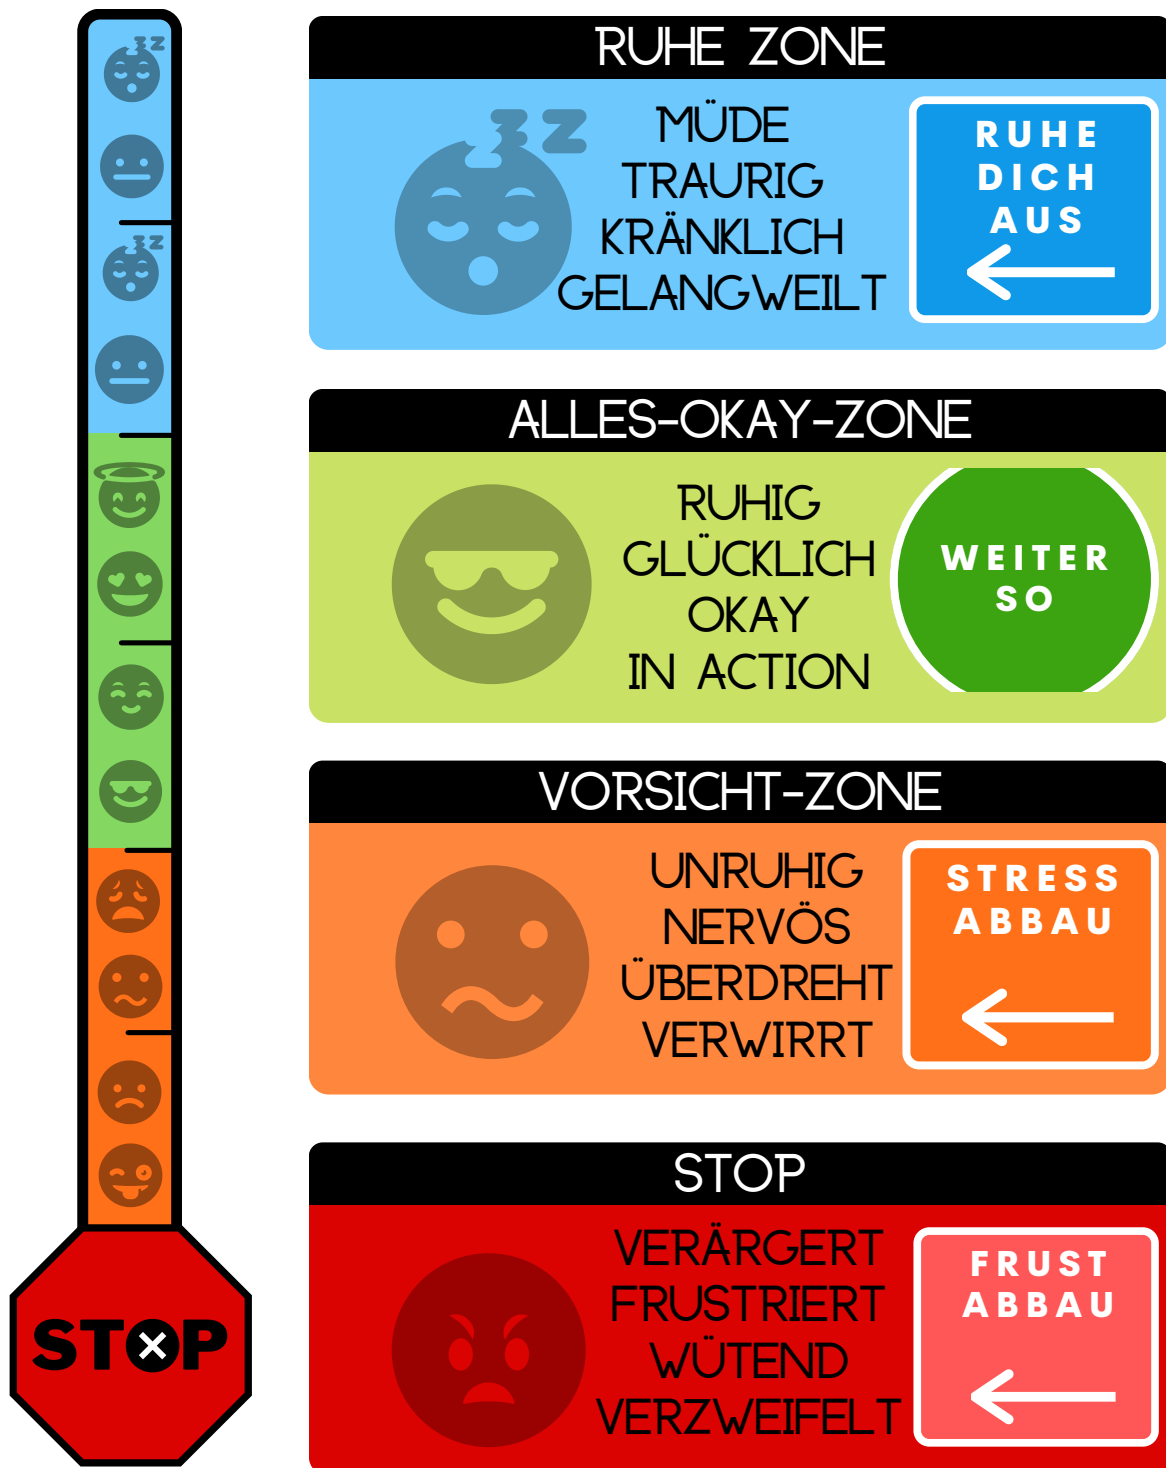 RUHE ZONE
MÜDE
TRAURIG
KRÄNKLICH
GELANGWEILT
RUHE
DICH
AUS
ALLES-OKAY-ZONE
RUHIG
GLÜCKLICH
OKAY
IN ACTION
WEITER
SO
VORSICHT-ZONE
UNRUHIG
NERVÖS
ÜBERDREHT
VERWIRRT
STRESS
ABBAU
STOP
VERÄRGERT
FRUSTRIERT
WÜTEND
VERZWEIFELT
FRUST
ABBAU
STOP